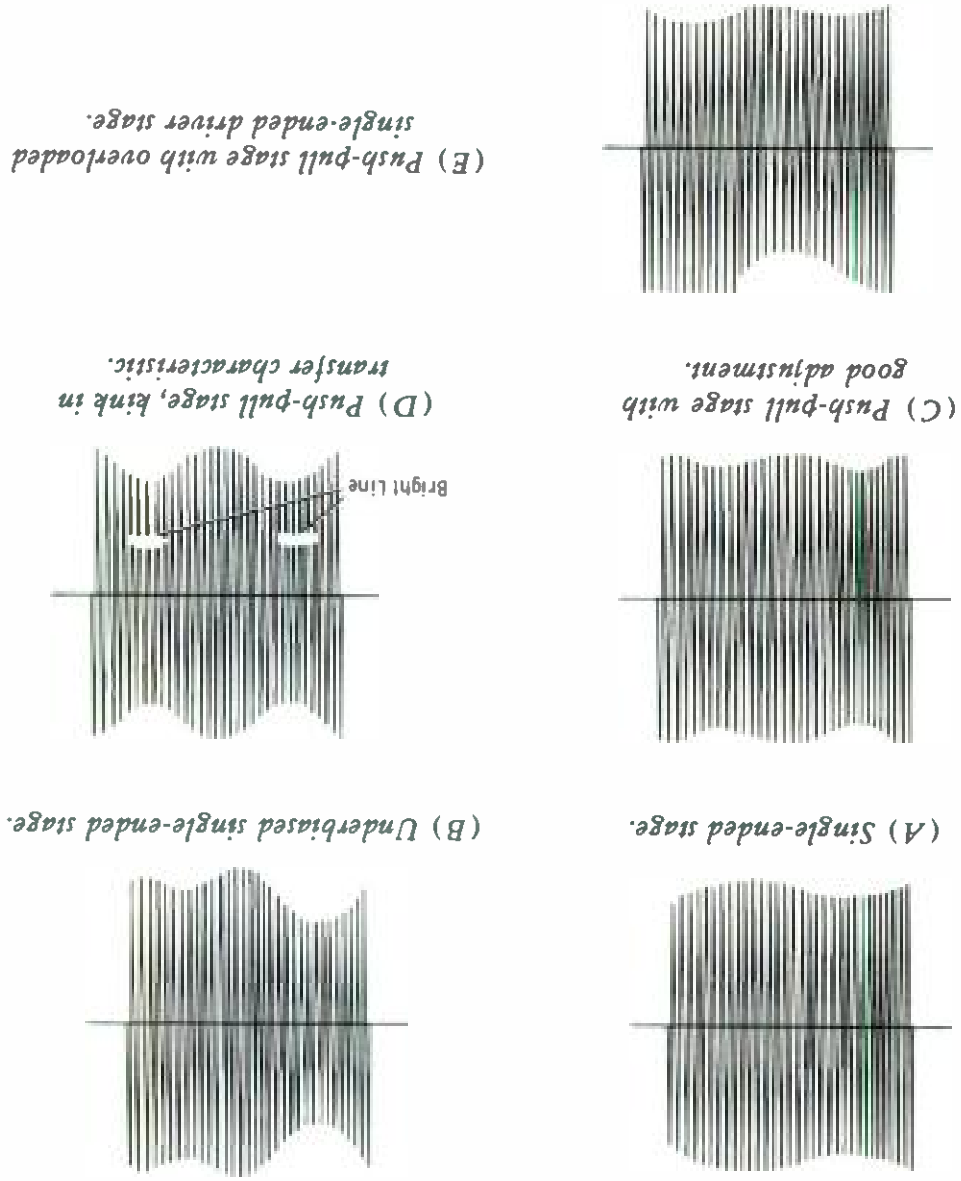 (A) Single-ended stage.
(B) Underbiased single-ended stage.
(C) Push-pull stage with
good adjustment.
Bright Line
(D) Push-pull stage, kink in
transfer characteristic.
(E) Push-pull stage with overloaded
single-ended driver stage.